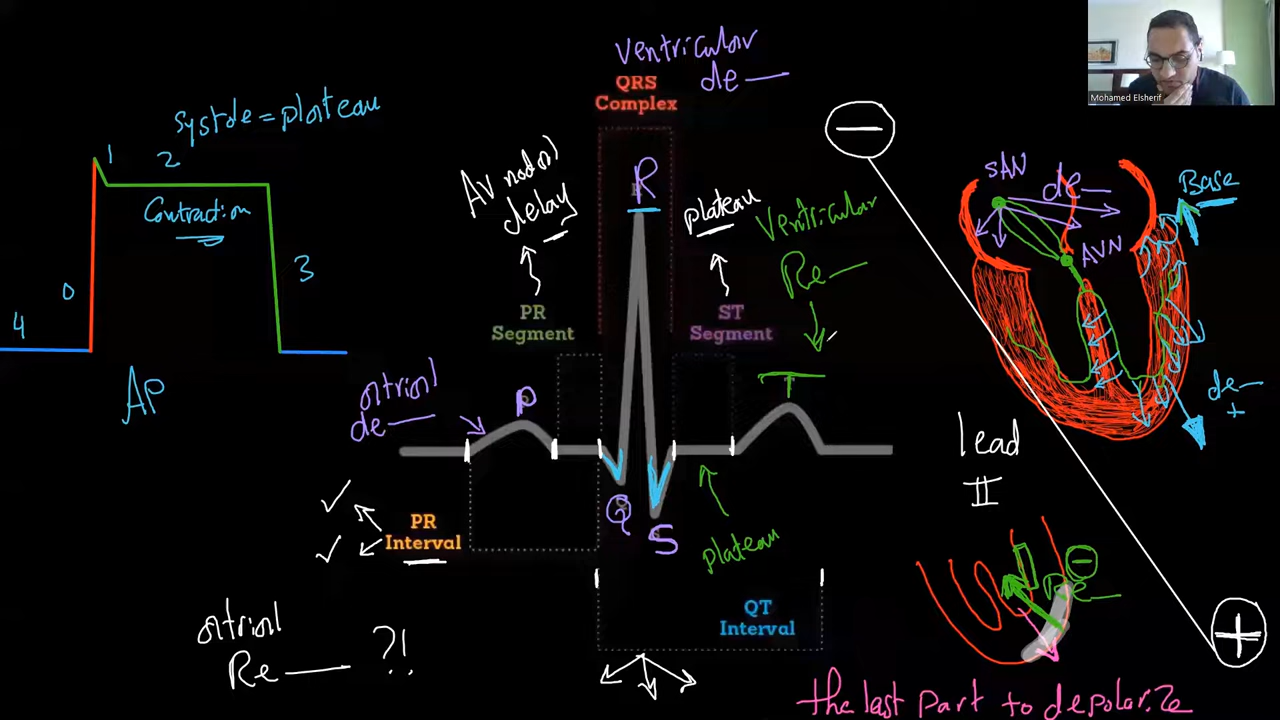 Ventricular
de—
QRS
Complex
Mohamed Elsherif
Systole = plateau
1
2
Contraction
0
3
4
AP
AV nodal
delay
R
plateau
Ventricular
Re—
PR
Segment
ST
Segment
—
SAN
de—
AVN
Base
de—
+
atrial
de—
P
T
Q
S
plateau
lead
II
PR
Interval
QT
Interval
—
Re—
+
atrial
Re— ?!
the last part to depolarize